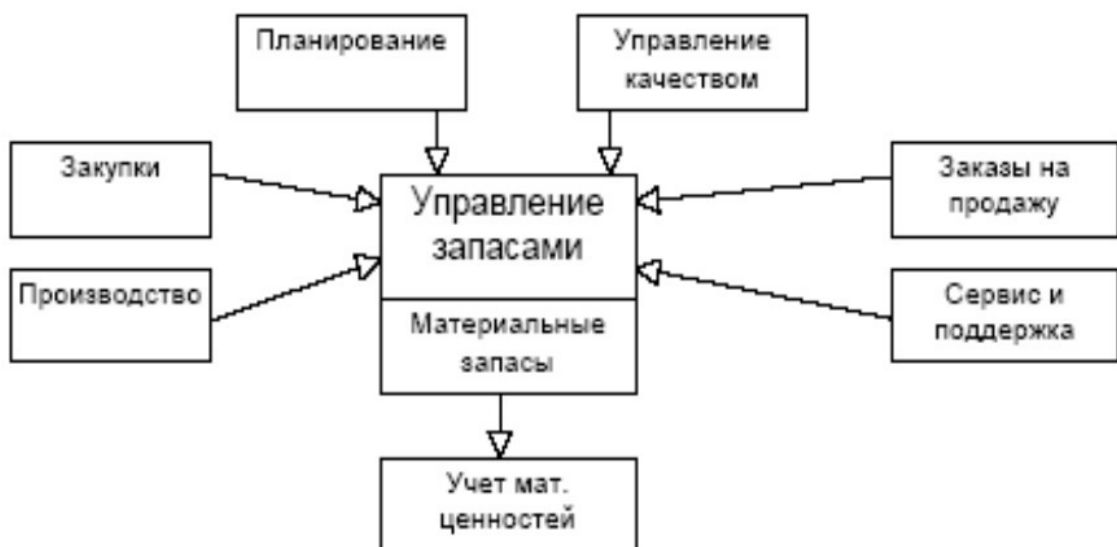 Планирование
Управление
качеством
Закупки
Заказы на
продажу
Управление
запасами
Производство
Сервис и
поддержка
Материальные
запасы
Учет мат.
ценностей